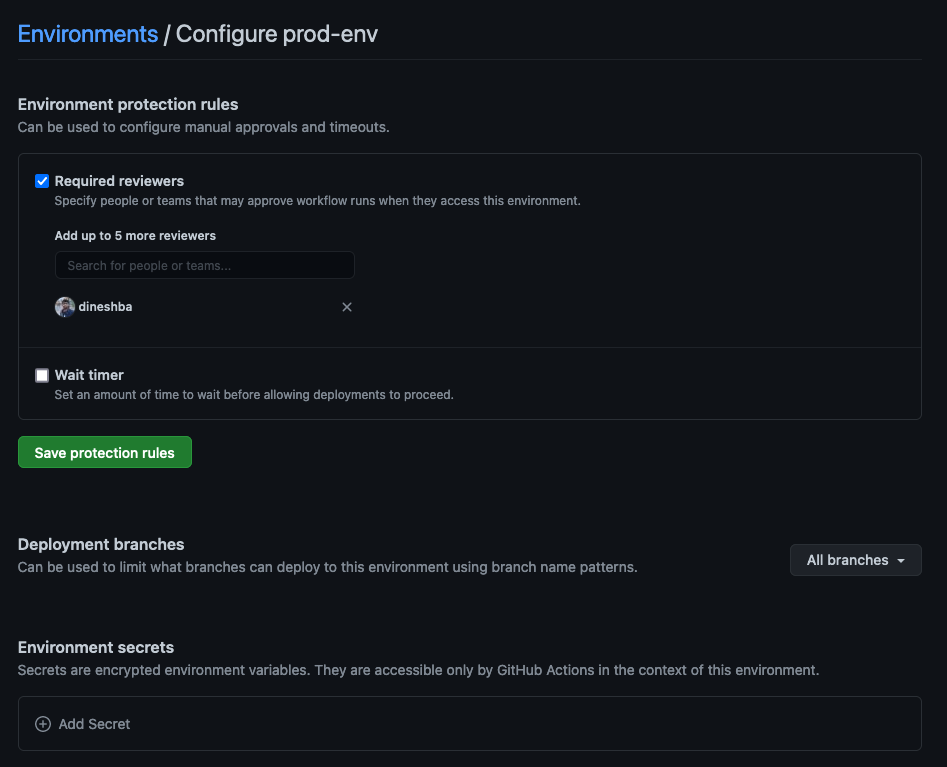 Environments / Configure prod-env
Environment protection rules
Can be used to configure manual approvals and timeouts.
Required reviewers
Specify people or teams that may approve workflow runs when they access this environment.
Add up to 5 more reviewers
Search for people or teams...
dineshba
Wait timer
Set an amount of time to wait before allowing deployments to proceed.
Save protection rules
Deployment branches
Can be used to limit what branches can deploy to this environment using branch name patterns.
All branches
Environment secrets
Secrets are encrypted environment variables. They are accessible only by GitHub Actions in the context of this environment.
Add Secret